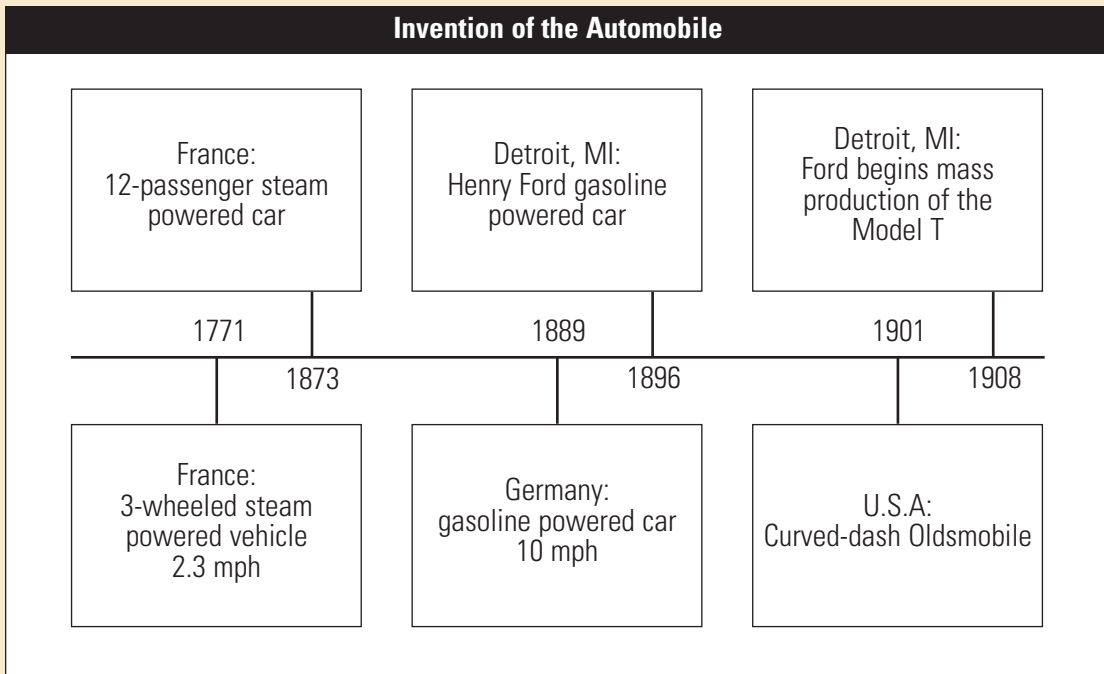 Invention of the Automobile
France:
12-passenger steam
powered car
Detroit, MI:
Henry Ford gasoline
powered car
Detroit, MI:
Ford begins mass
production of the
Model T
1771
1889
1901
1873
1896
1908
France:
3-wheeled steam
powered vehicle
2.3 mph
Germany:
gasoline powered car
10 mph
U.S.A:
Curved-dash Oldsmobile